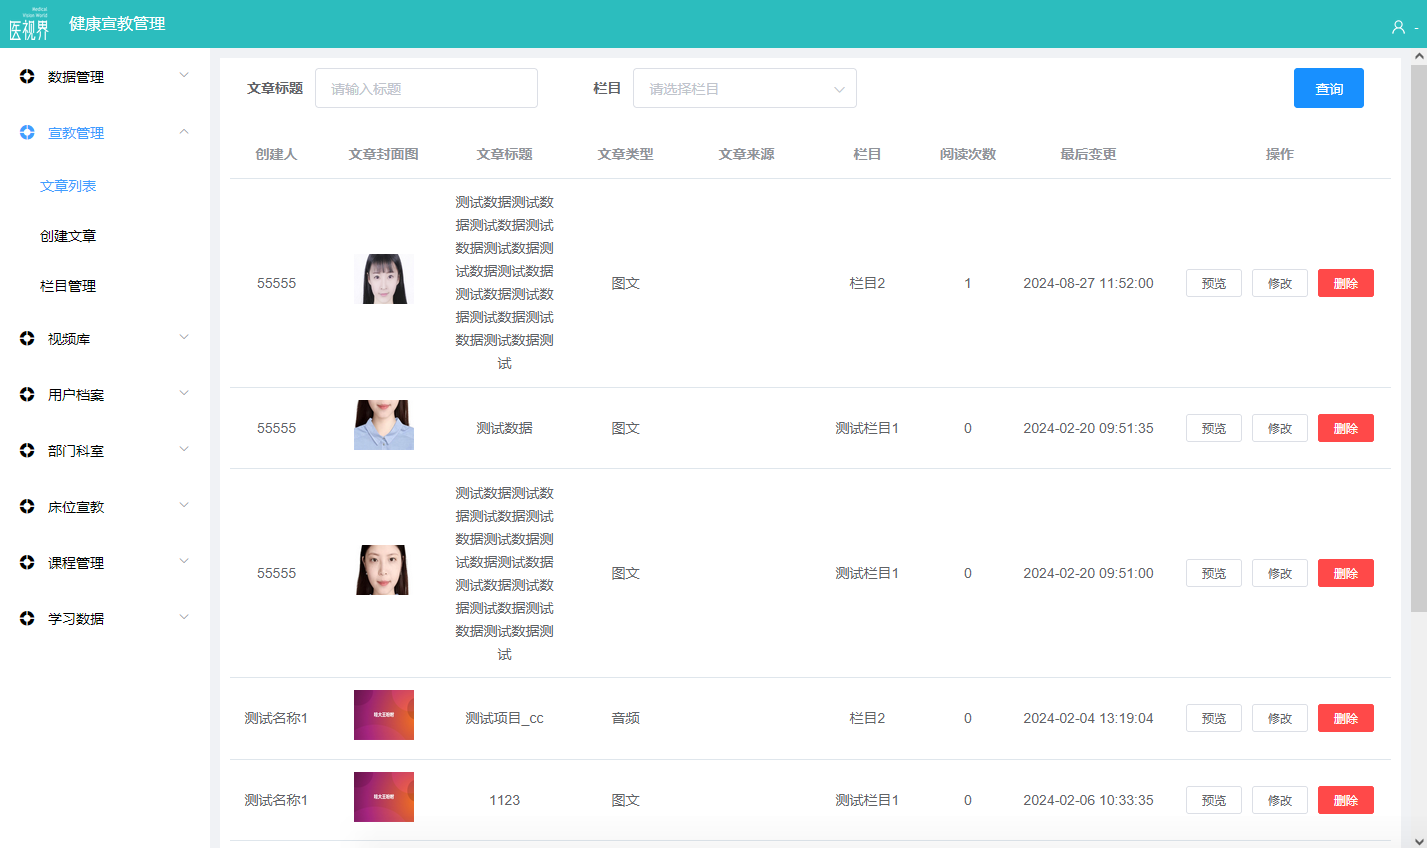 Medical
Vision World
医视界
健康宣教管理
-
数据管理
宣教管理
文章列表
创建文章
栏目管理
视频库
用户档案
部门科室
床位宣教
课程管理
学习数据
文章标题 请输入标题 栏目 请选择栏目 查询
创建人 文章封面图 文章标题 文章类型 文章来源 栏目 阅读次数 最后变更 操作
测试数据测试数
据测试数据测试
数据测试数据测
试数据测试数据
55555 图文 栏目2 1 2024-08-27 11:52:00 预览 修改 删除
测试数据测试数
据测试数据测试
数据测试数据测
试
55555 测试数据 图文 测试栏目1 0 2024-02-20 09:51:35 预览 修改 删除
测试数据测试数
据测试数据测试
数据测试数据测
试数据测试数据
55555 图文 测试栏目1 0 2024-02-20 09:51:00 预览 修改 删除
测试数据测试数
据测试数据测试
数据测试数据测
试
测试名称1 测试项目_cc 音频 栏目2 0 2024-02-04 13:19:04 预览 修改 删除
测试名称1 1123 图文 测试栏目1 0 2024-02-06 10:33:35 预览 修改 删除